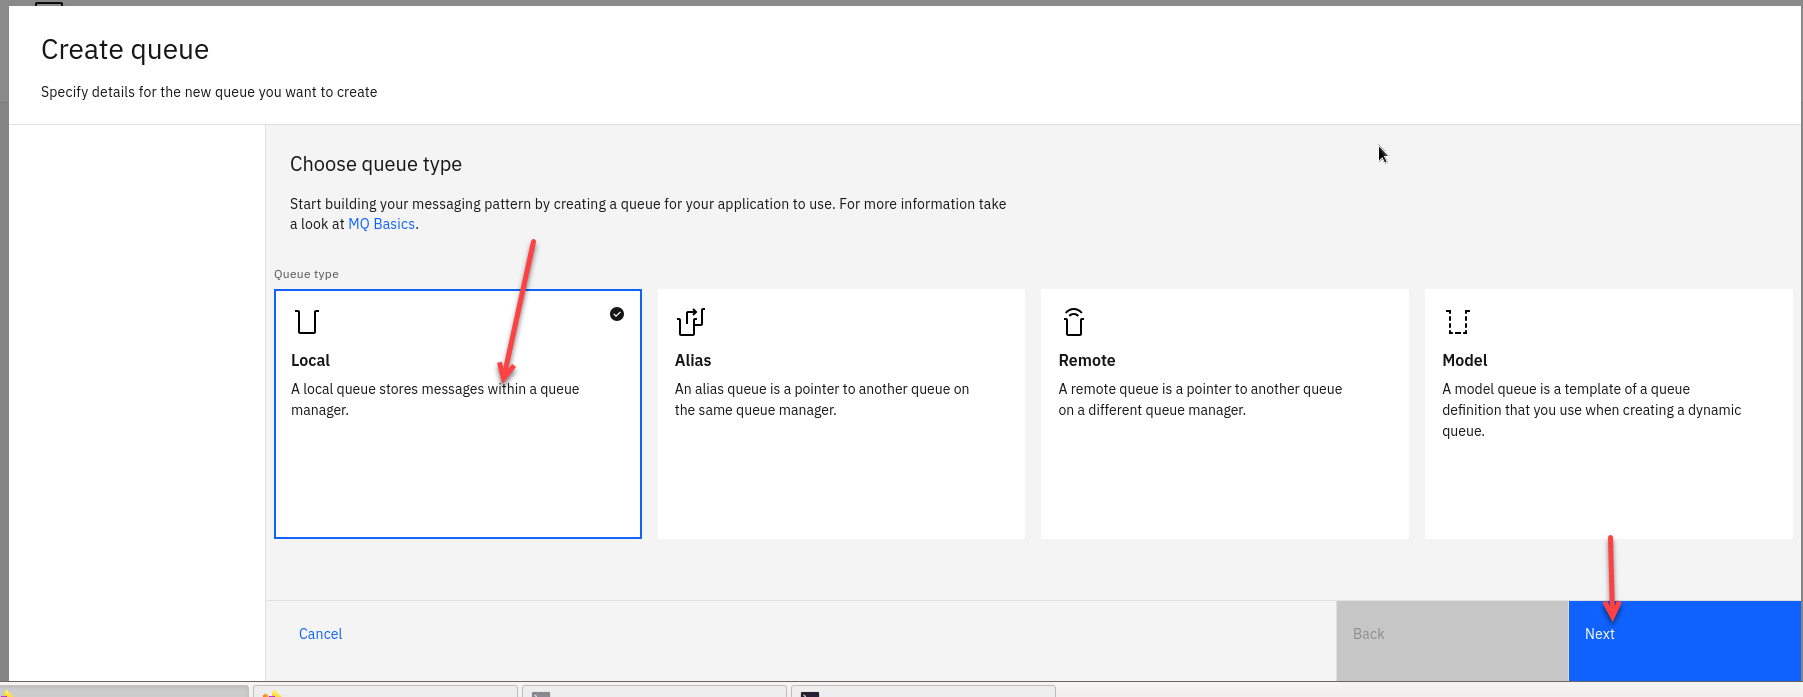 Create queue
Specify details for the new queue you want to create
Choose queue type
Start building your messaging pattern by creating a queue for your application to use. For more information take
a look at MQ Basics.
Queue type
Local
A local queue stores messages within a queue
manager.
Alias
An alias queue is a pointer to another queue on
the same queue manager.
Remote
A remote queue is a pointer to another queue
on a different queue manager.
Model
A model queue is a template of a queue
definition that you use when creating a dynamic
queue.
Cancel
Back
Next